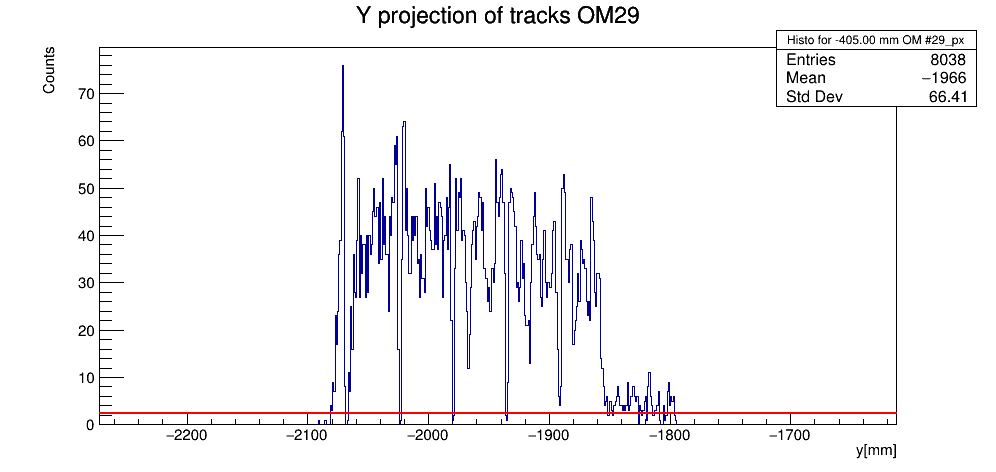 Y projection of tracks OM29
Histo for -405.00 mm OM #29_px
Entries 8038
Mean −1966
Std Dev 66.41
Counts
70
60
50
40
30
20
10
0
−2200 −2100 −2000 −1900 −1800 −1700
y[mm]